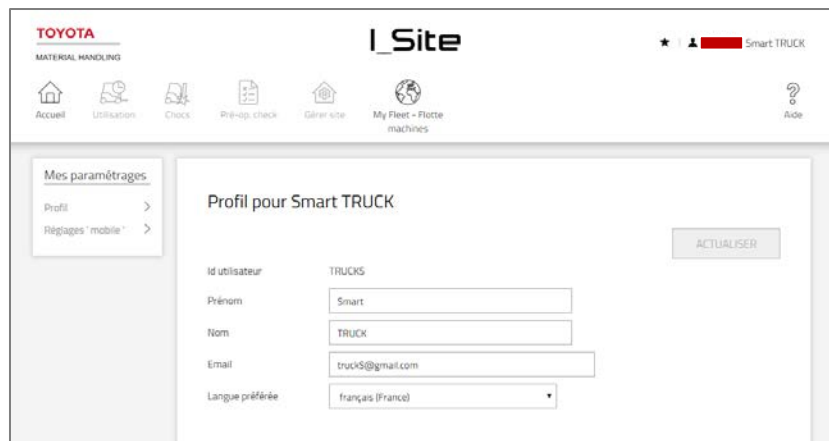 TOYOTA
MATERIAL HANDLING
I_Site
Smart TRUCK
Accueil
Utilisation
Chocs
Pré-op. check
Gérer site
My Fleet - Flotte
machines
Aide
Mes paramétrages
Profil
Réglages 'mobile'
Profil pour Smart TRUCK
ACTUALISER
Id utilisateur TRUCKS
Prénom Smart
Nom TRUCK
Email truckS@gmail.com
Langue préférée français (France)